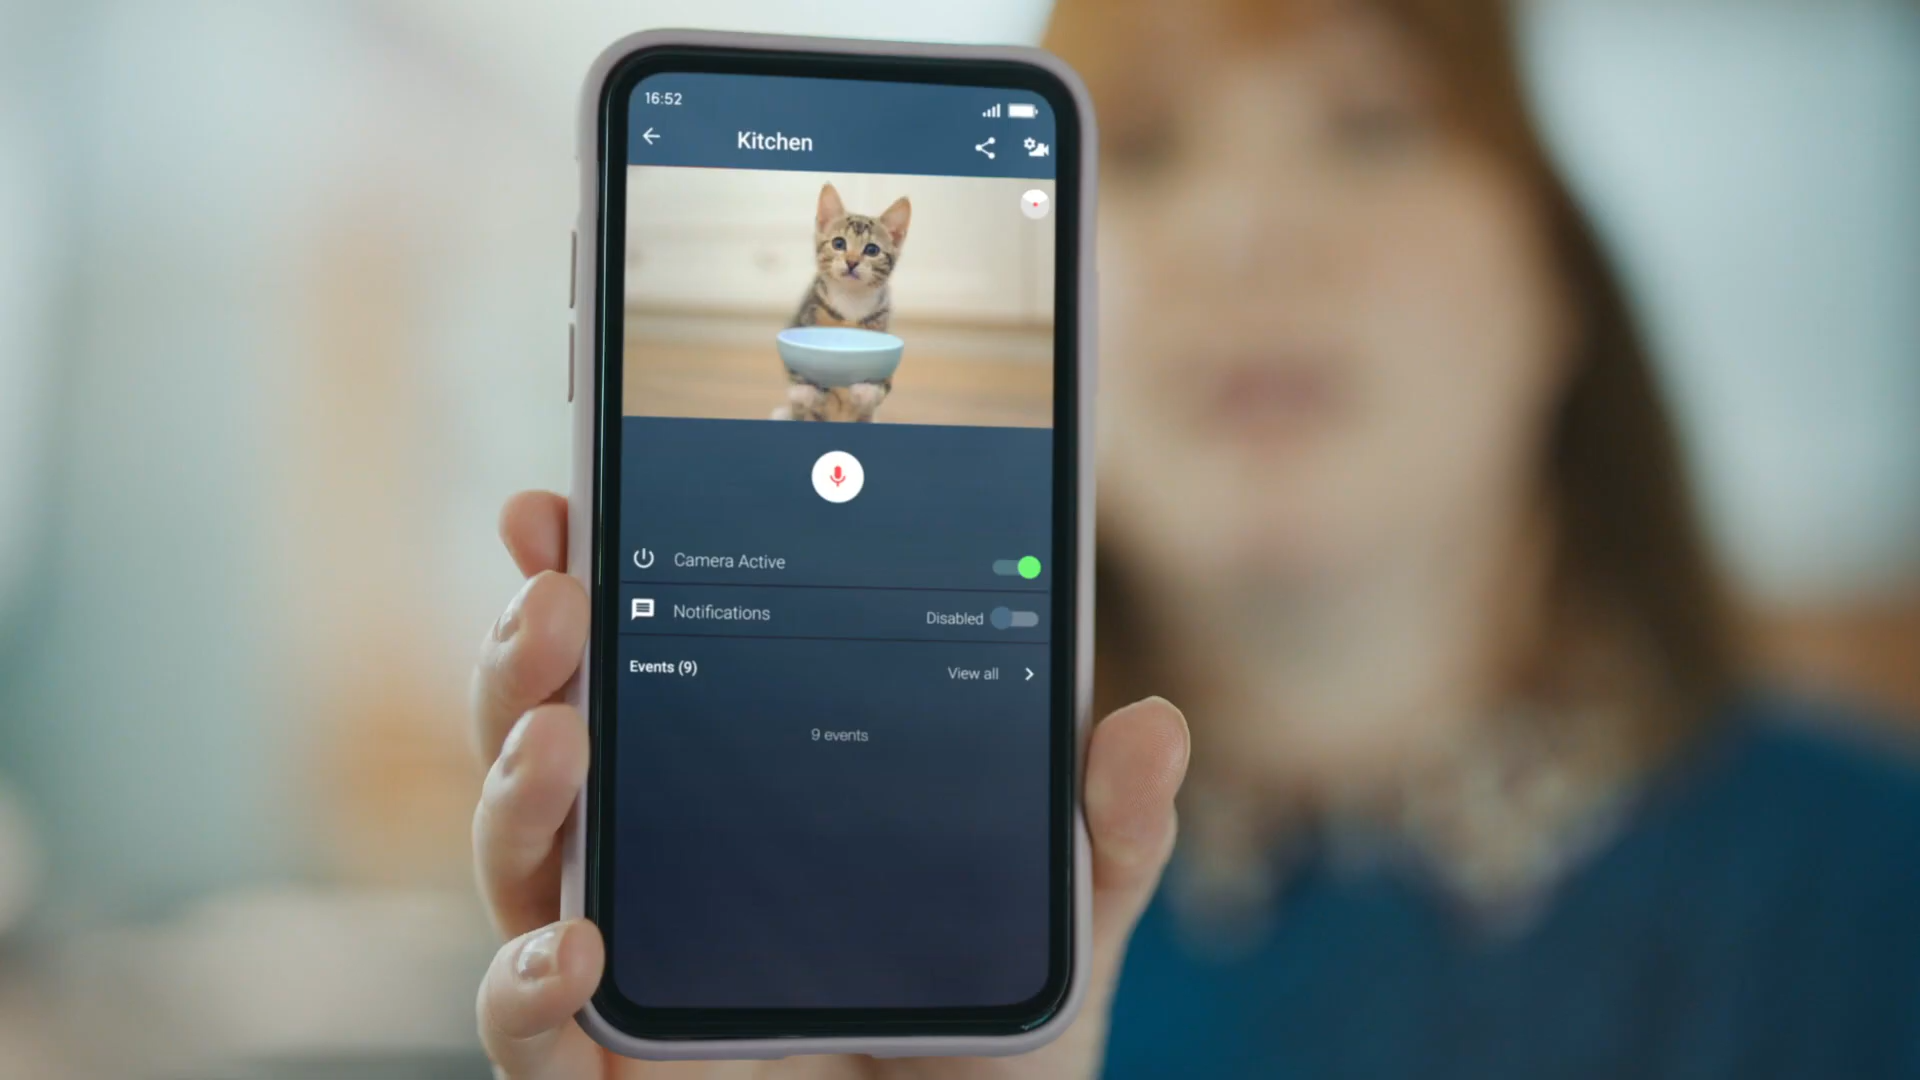 16:52
Kitchen
Camera Active
Notifications Disabled
Events (9) View all
9 events